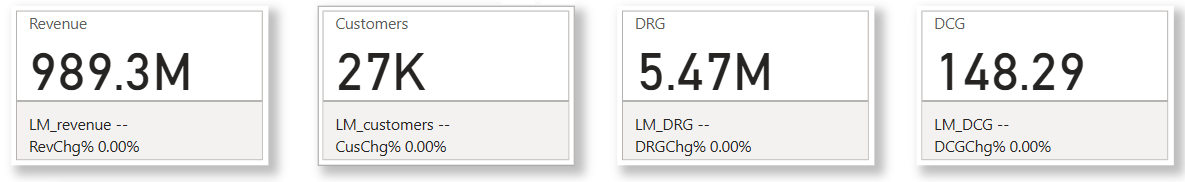 Revenue
989.3M
LM_revenue --
RevChg% 0.00%
Customers
27K
LM_customers --
CusChg% 0.00%
DRG
5.47M
LM_DRG --
DRGChg% 0.00%
DCG
148.29
LM_DCG --
DCGChg% 0.00%